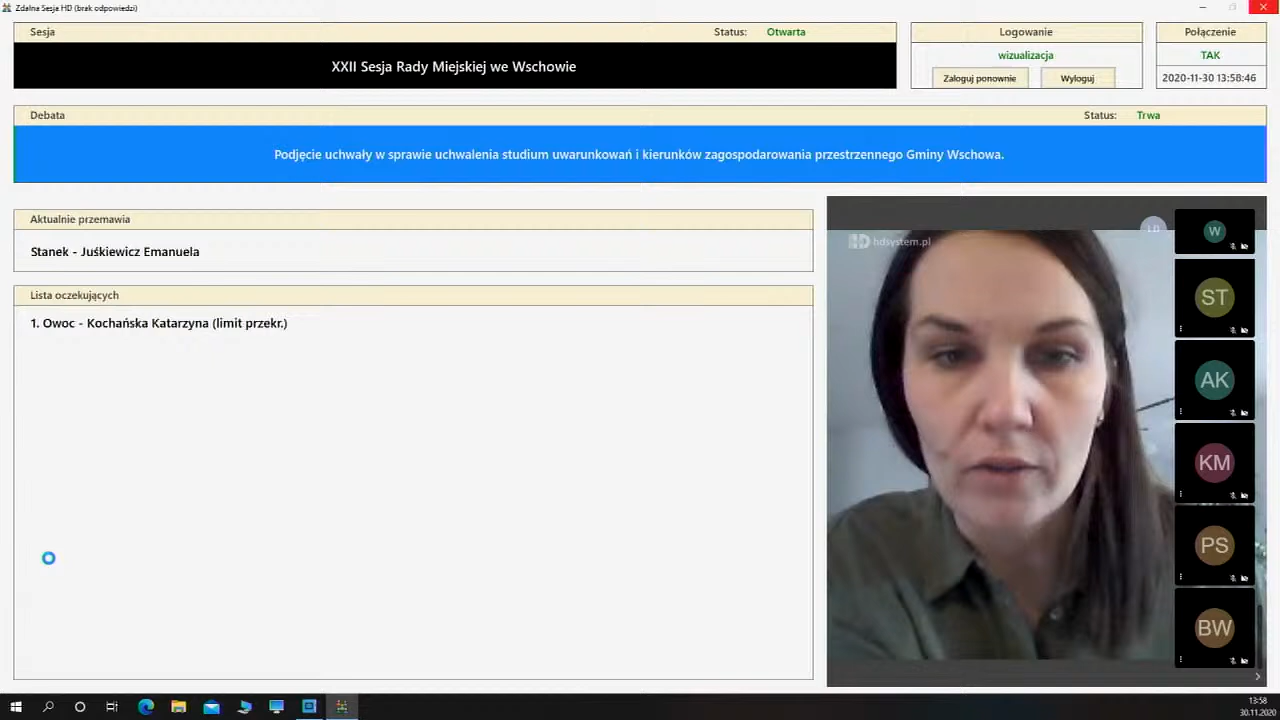 Zdalna Sesja HD (brak odpowiedzi)
Sesja Status: Otwarta
XXII Sesja Rady Miejskiej we Wschowie
Logowanie
wizualizacja
Zaloguj ponownie Wyloguj
Połączenie
TAK
2020-11-30 13:58:46
Debata Status: Trwa
Podjęcie uchwały w sprawie uchwalenia studium uwarunkowań i kierunków zagospodarowania przestrzennego Gminy Wschowa.
Aktualnie przemawia
Stanek - Juśkiewicz Emanuela
Lista oczekujących
1. Owoc - Kochańska Katarzyna (limit przekr.)
HD hdsystem.pl
LD
W
ST
AK
KM
PS
BW
13:58
30.11.2020